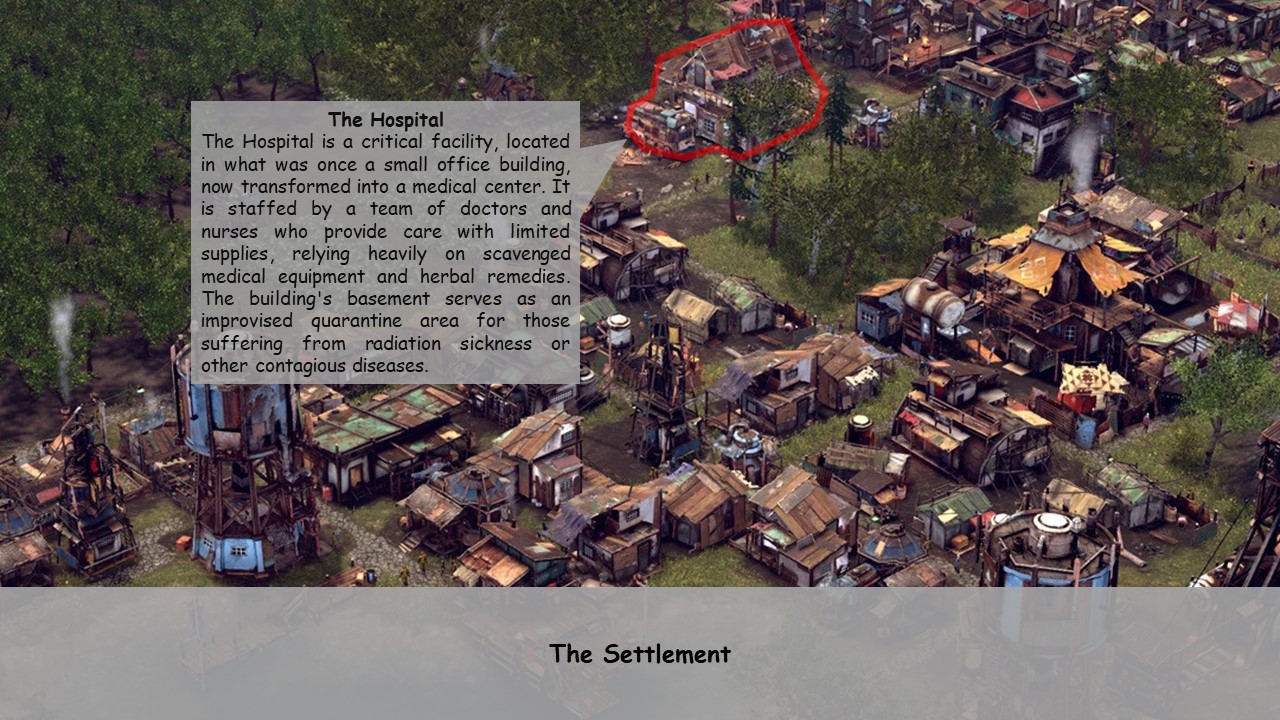 The Hospital
The Hospital is a critical facility, located
in what was once a small office building,
now transformed into a medical center. It
is staffed by a team of doctors and
nurses who provide care with limited
supplies, relying heavily on scavenged
medical equipment and herbal remedies.
The building's basement serves as an
improvised quarantine area for those
suffering from radiation sickness or
other contagious diseases.
The Settlement